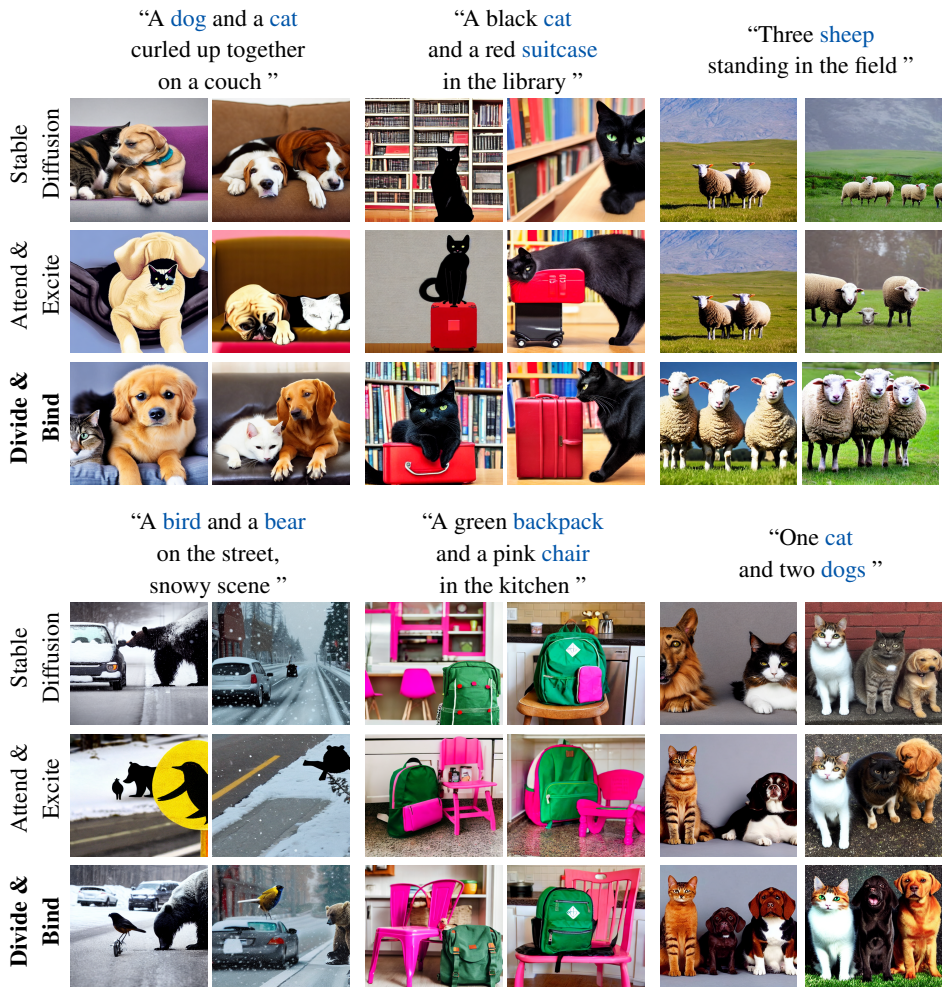 “A dog and a cat
curled up together
on a couch ”
“A black cat
and a red suitcase
in the library ”
“Three sheep
standing in the field ”
Stable
Diffusion
Attend &
Excite
Divide &
Bind
“A bird and a bear
on the street,
snowy scene ”
“A green backpack
and a pink chair
in the kitchen ”
“One cat
and two dogs ”
Stable
Diffusion
Attend &
Excite
Divide &
Bind